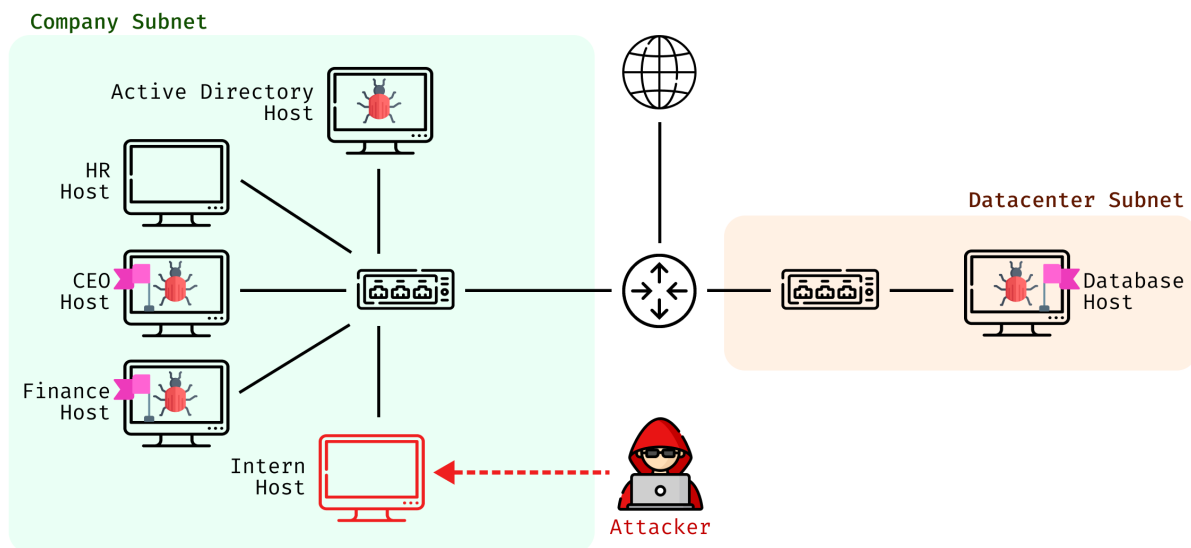 Company Subnet
Active Directory
Host
HR
Host
CEO
Host
Finance
Host
Intern
Host
Attacker
Datacenter Subnet
Database
Host